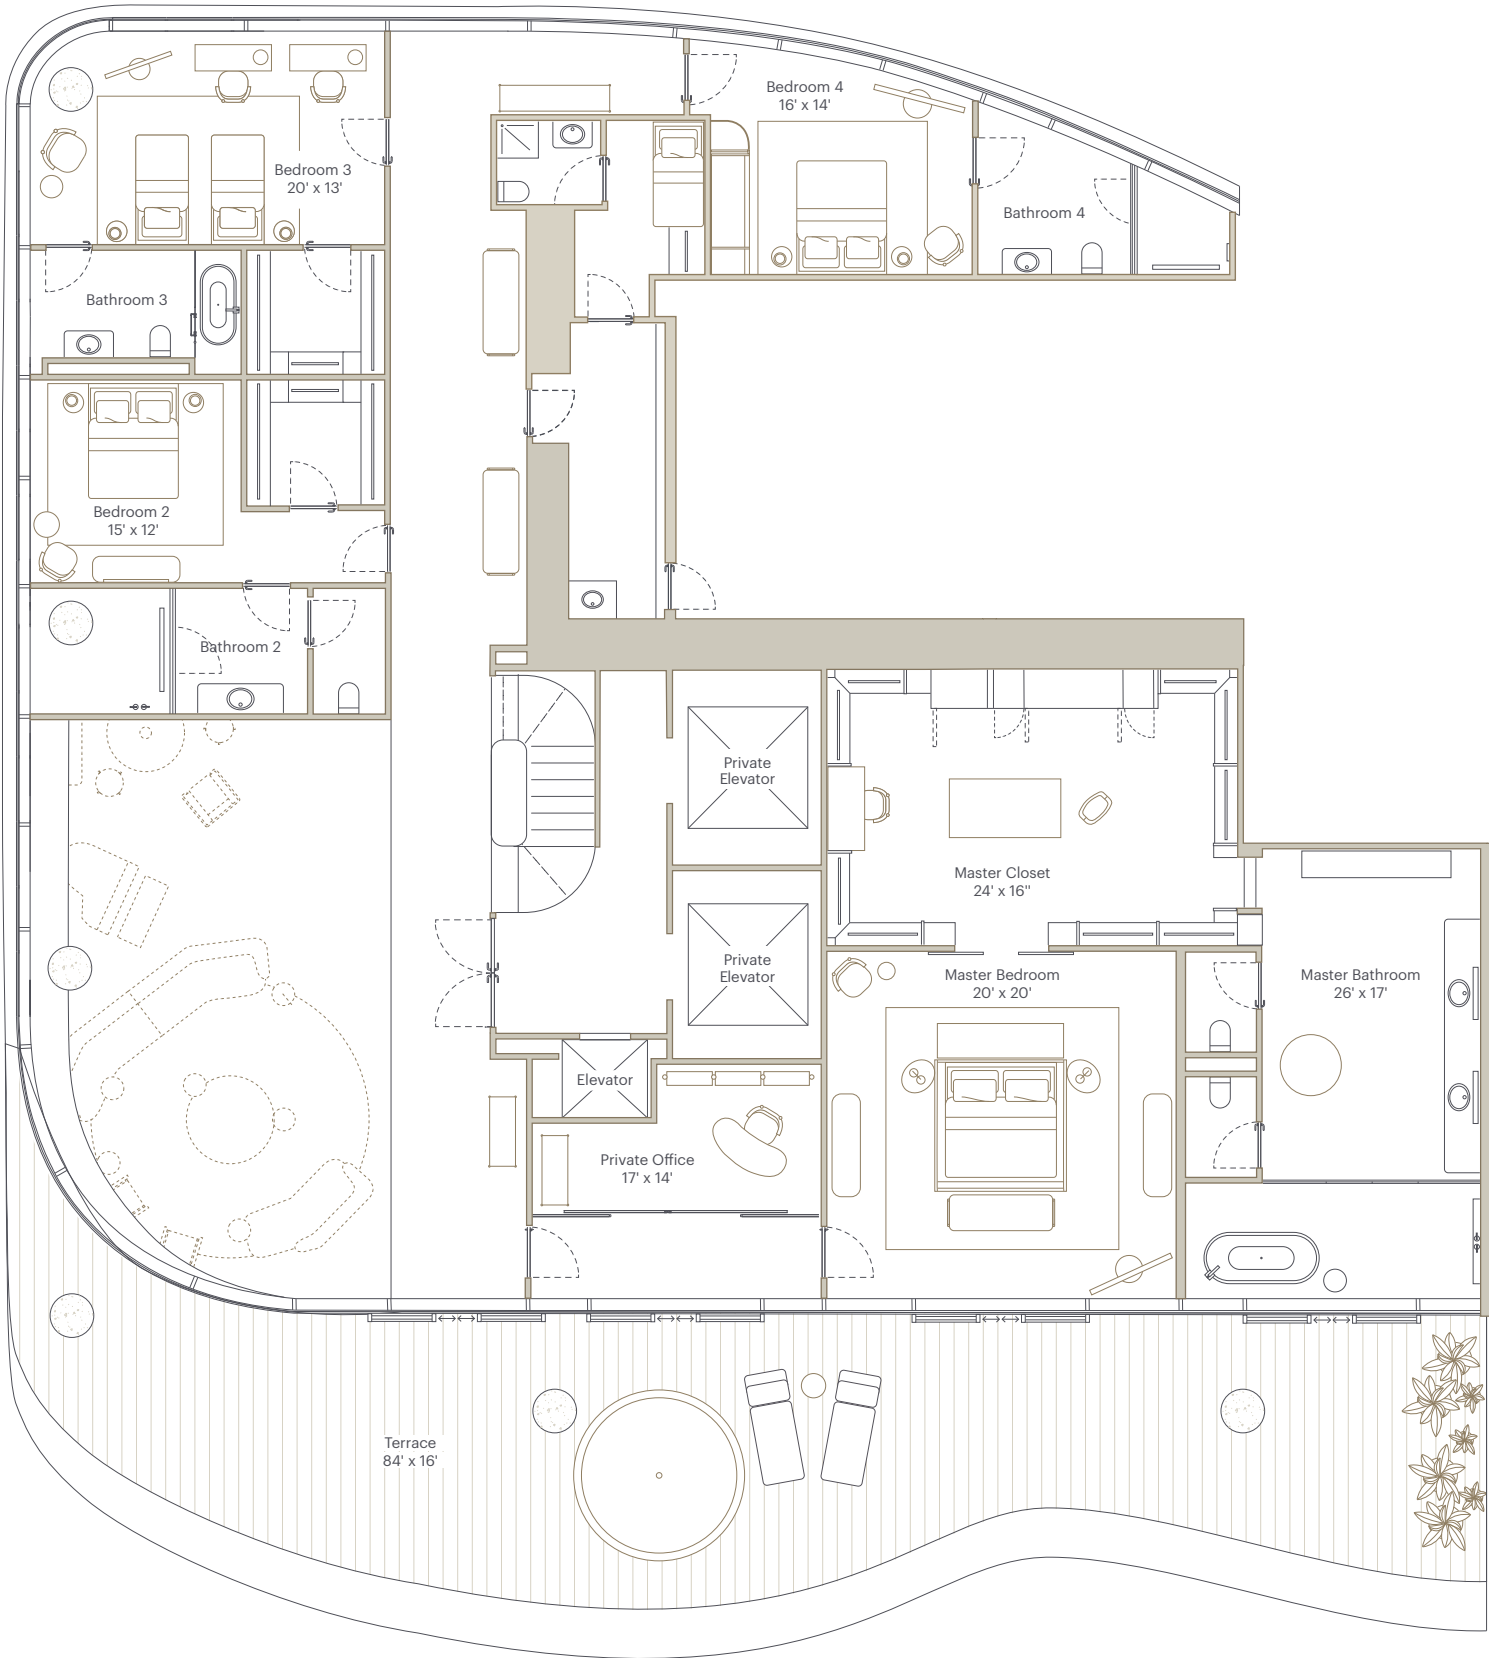 Bedroom 4
16' x 14'
Bedroom 3
20' x 13'
Bathroom 4
Bathroom 3
Bedroom 2
15' x 12'
Bathroom 2
Private
Elevator
Master Closet
24' x 16"
Private
Elevator
Master Bedroom
20' x 20'
Master Bathroom
26' x 17'
Elevator
Private Office
17' x 14'
Terrace
84' x 16'